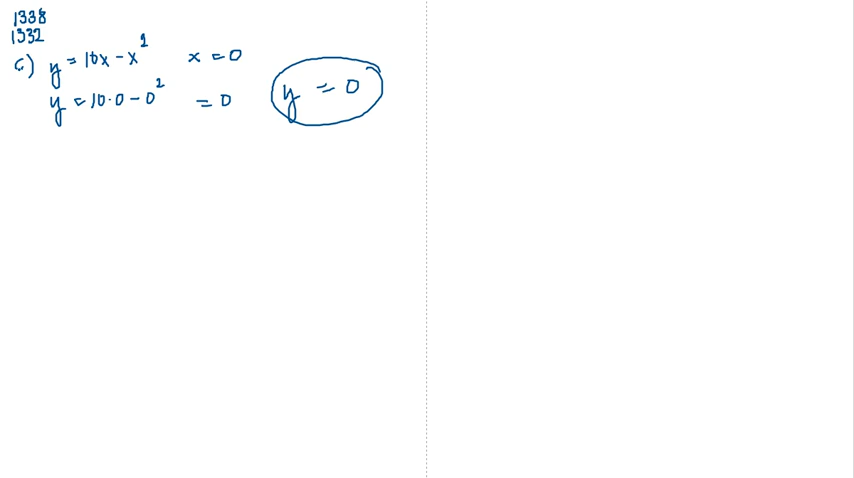 1338
1332
c) y = 10x - x² x = 0
y = 10·0 - 0² = 0 y = 0